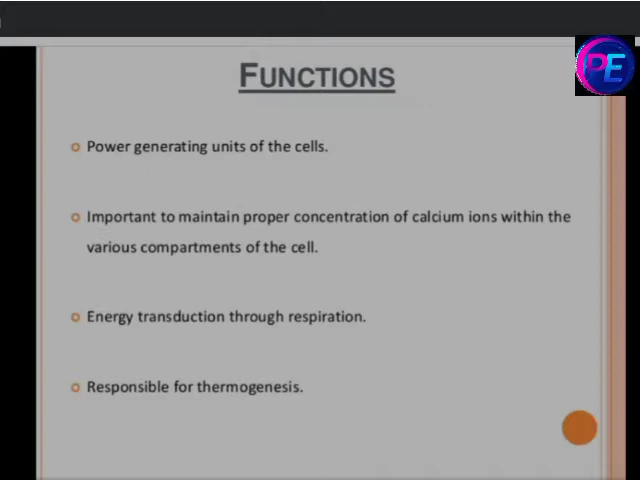 FUNCTIONS
Power generating units of the cells.
Important to maintain proper concentration of calcium ions within the
various compartments of the cell.
Energy transduction through respiration.
Responsible for thermogenesis.
PE